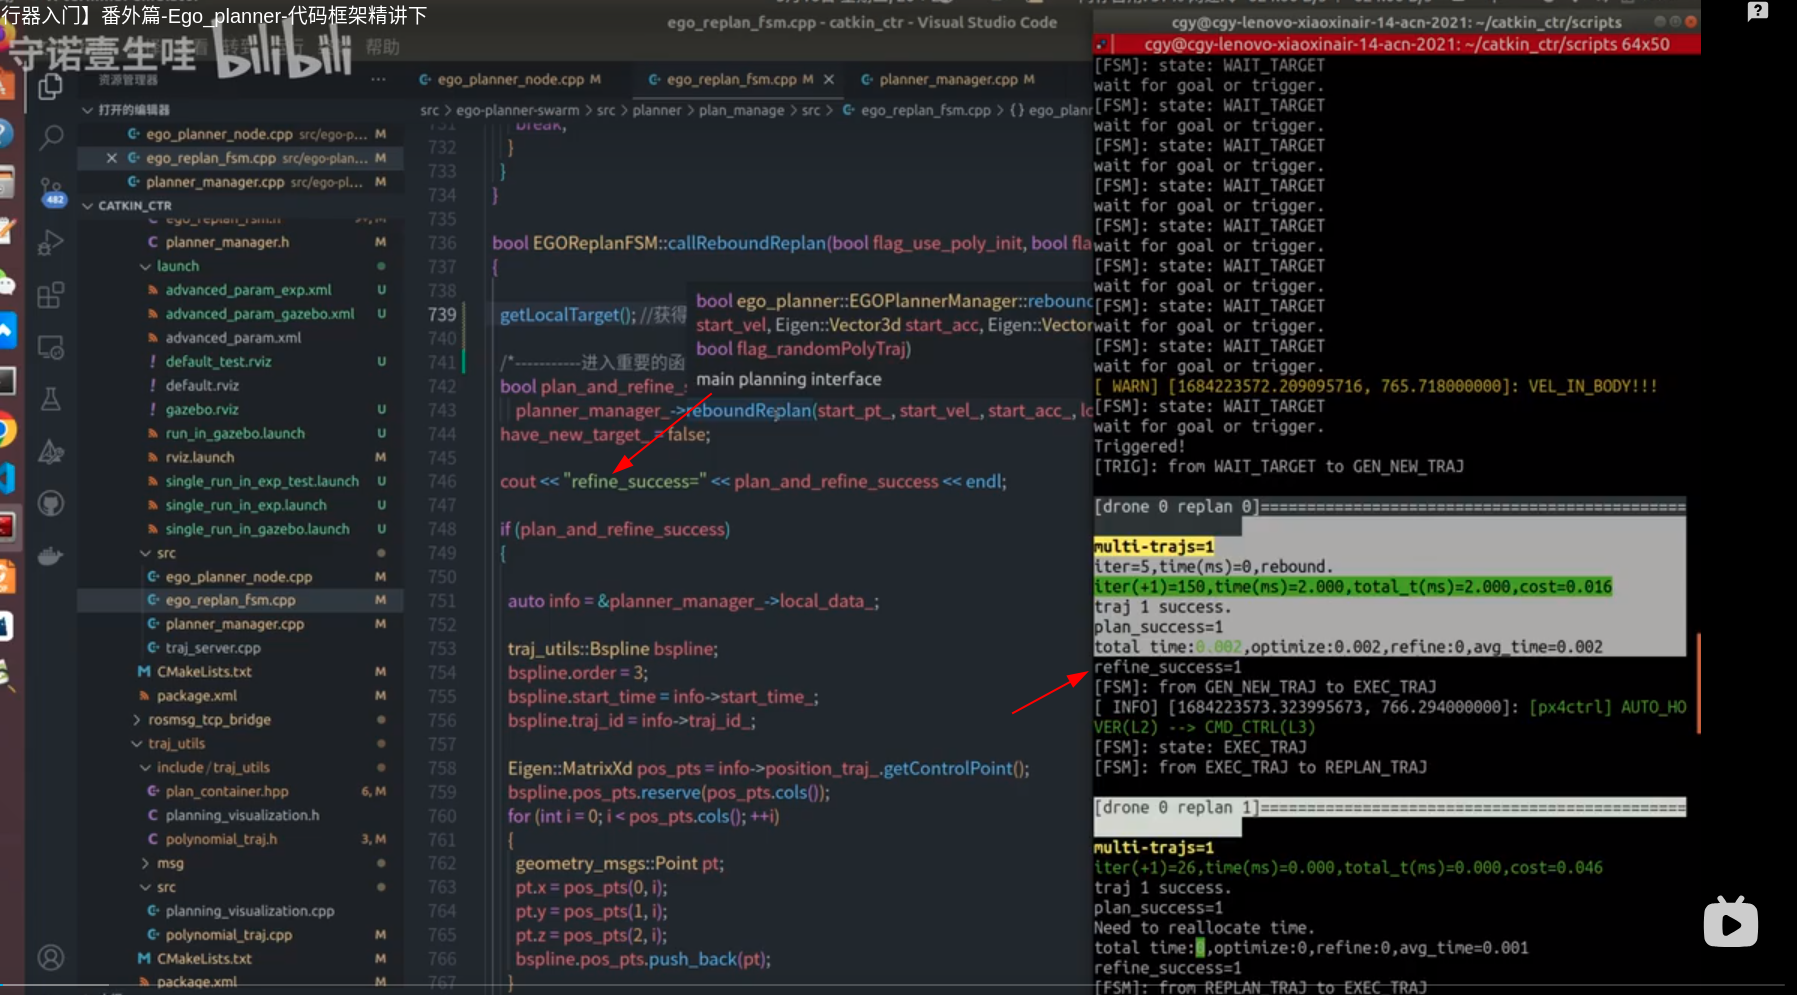 行器入门】番外篇-Ego_planner-代码框架精讲下
守诺壹生哇 bilibili
帮助
ego_replan_fsm.cpp - catkin_ctr - Visual Studio Code
资源管理器
打开的编辑器
ego_planner_node.cpp src/ego-p... M
ego_replan_fsm.cpp src/ego-plan... M
planner_manager.cpp src/ego-pl... M
482
CATKIN_CTR
ego_replan_fsm.h 9+, M
planner_manager.h M
launch
advanced_param_exp.xml U
advanced_param_gazebo.xml U
advanced_param.xml
default_test.rviz U
default.rviz
gazebo.rviz U
run_in_gazebo.launch U
rviz.launch M
single_run_in_exp_test.launch U
single_run_in_exp.launch U
single_run_in_gazebo.launch U
src
ego_planner_node.cpp M
ego_replan_fsm.cpp M
planner_manager.cpp M
traj_server.cpp
CMakeLists.txt M
package.xml M
rosmsg_tcp_bridge
traj_utils
include / traj_utils
plan_container.hpp 6, M
planning_visualization.h
polynomial_traj.h 3, M
msg
src
planning_visualization.cpp
polynomial_traj.cpp M
CMakeLists.txt M
package.xml M
ego_planner_node.cpp M
ego_replan_fsm.cpp M
planner_manager.cpp M
src > ego-planner-swarm > src > planner > plan_manage > src > ego_replan_fsm.cpp > {} ego_plann
731 break;
732 }
733 }
734 }
735
736 bool EGOReplanFSM::callReboundReplan(bool flag_use_poly_init, bool fla
737 {
738
739 getLocalTarget(); //获得
740
741 /*-----------进入重要的函
742 bool plan_and_refine_s
743 planner_manager_->reboundReplan(start_pt_, start_vel_, start_acc_, lc
744 have_new_target_ = false;
745
746 cout << "refine_success=" << plan_and_refine_success << endl;
747
748 if (plan_and_refine_success)
749 {
750
751 auto info = &planner_manager_->local_data_;
752
753 traj_utils::Bspline bspline;
754 bspline.order = 3;
755 bspline.start_time = info->start_time_;
756 bspline.traj_id = info->traj_id_;
757
758 Eigen::MatrixXd pos_pts = info->position_traj_.getControlPoint();
759 bspline.pos_pts.reserve(pos_pts.cols());
760 for (int i = 0; i < pos_pts.cols(); ++i)
761 {
762 geometry_msgs::Point pt;
763 pt.x = pos_pts(0, i);
764 pt.y = pos_pts(1, i);
765 pt.z = pos_pts(2, i);
766 bspline.pos_pts.push_back(pt);
767 }
bool ego_planner::EGOPlannerManager::rebounc
start_vel, Eigen::Vector3d start_acc, Eigen::Vector
bool flag_randomPolyTraj)
main planning interface
cgy@cgy-lenovo-xiaoxinair-14-acn-2021: ~/catkin_ctr/scripts
cgy@cgy-lenovo-xiaoxinair-14-acn-2021: ~/catkin_ctr/scripts 64x50
[FSM]: state: WAIT_TARGET
wait for goal or trigger.
[FSM]: state: WAIT_TARGET
wait for goal or trigger.
[FSM]: state: WAIT_TARGET
wait for goal or trigger.
[FSM]: state: WAIT_TARGET
wait for goal or trigger.
[FSM]: state: WAIT_TARGET
wait for goal or trigger.
[FSM]: state: WAIT_TARGET
wait for goal or trigger.
[FSM]: state: WAIT_TARGET
wait for goal or trigger.
[FSM]: state: WAIT_TARGET
wait for goal or trigger.
[ WARN] [1684223572.209095716, 765.718000000]: VEL_IN_BODY!!!
[FSM]: state: WAIT_TARGET
wait for goal or trigger.
Triggered!
[TRIG]: from WAIT_TARGET to GEN_NEW_TRAJ
[drone 0 replan 0]==============================================
multi-trajs=1
iter=5,time(ms)=0,rebound.
iter(+1)=150,time(ms)=2.000,total_t(ms)=2.000,cost=0.016
traj 1 success.
plan_success=1
total time:0.002,optimize:0.002,refine:0,avg_time=0.002
refine_success=1
[FSM]: from GEN_NEW_TRAJ to EXEC_TRAJ
[ INFO] [1684223573.323995673, 766.294000000]: [px4ctrl] AUTO_HO
VER(L2) --> CMD_CTRL(L3)
[FSM]: state: EXEC_TRAJ
[FSM]: from EXEC_TRAJ to REPLAN_TRAJ
[drone 0 replan 1]==============================================
multi-trajs=1
iter(+1)=26,time(ms)=0.000,total_t(ms)=0.000,cost=0.046
traj 1 success.
plan_success=1
Need to reallocate time.
total time:0,optimize:0,refine:0,avg_time=0.001
refine_success=1
[FSM]: from REPLAN_TRAJ to EXEC_TRAJ